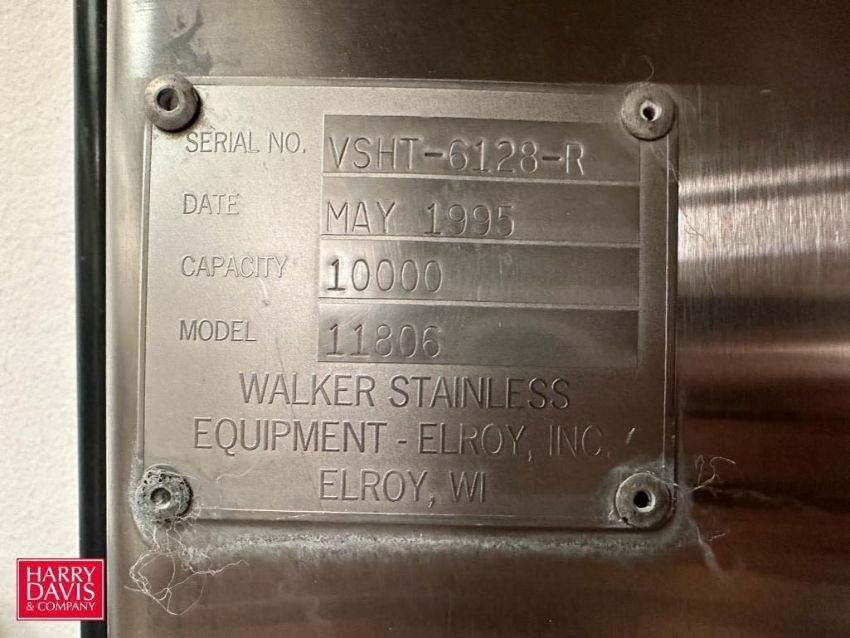 SERIAL NO. VSHT-6128-R
DATE MAY 1995
CAPACITY 10000
MODEL 11806
WALKER STAINLESS
EQUIPMENT - ELROY, INC.
ELROY, WI
HARRY
DAVIS
& COMPANY